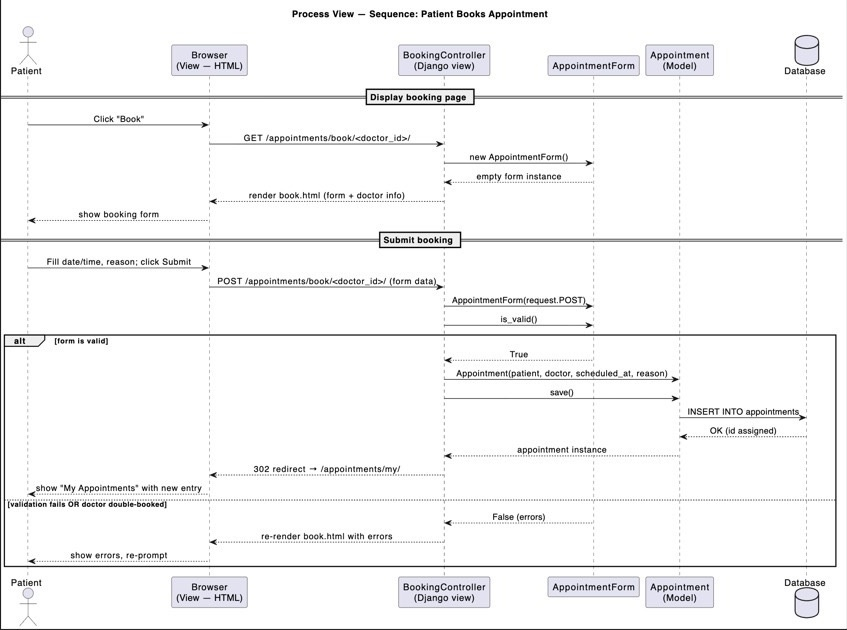 Process View — Sequence: Patient Books Appointment
Patient
Browser
(View — HTML)
BookingController
(Django view)
AppointmentForm
Appointment
(Model)
Database
Display booking page
Click "Book"
GET /appointments/book/<doctor_id>/
new AppointmentForm()
empty form instance
render book.html (form + doctor info)
show booking form
Submit booking
Fill date/time, reason; click Submit
POST /appointments/book/<doctor_id>/ (form data)
AppointmentForm(request.POST)
is_valid()
alt [form is valid]
True
Appointment(patient, doctor, scheduled_at, reason)
save()
INSERT INTO appointments
OK (id assigned)
appointment instance
302 redirect → /appointments/my/
show "My Appointments" with new entry
[validation fails OR doctor double-booked]
False (errors)
re-render book.html with errors
show errors, re-prompt
Patient
Browser
(View — HTML)
BookingController
(Django view)
AppointmentForm
Appointment
(Model)
Database